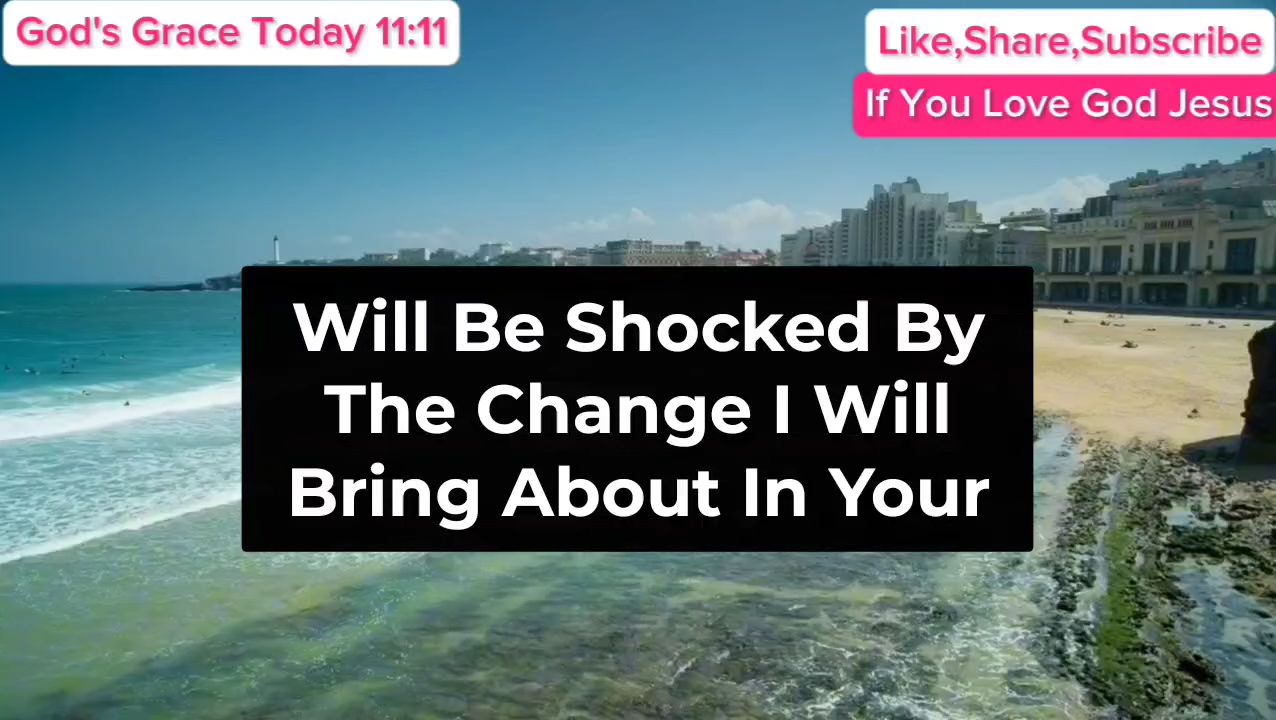 God's Grace Today 11:11
Like,Share,Subscribe
If You Love God Jesus
Will Be Shocked By
The Change I Will
Bring About In Your